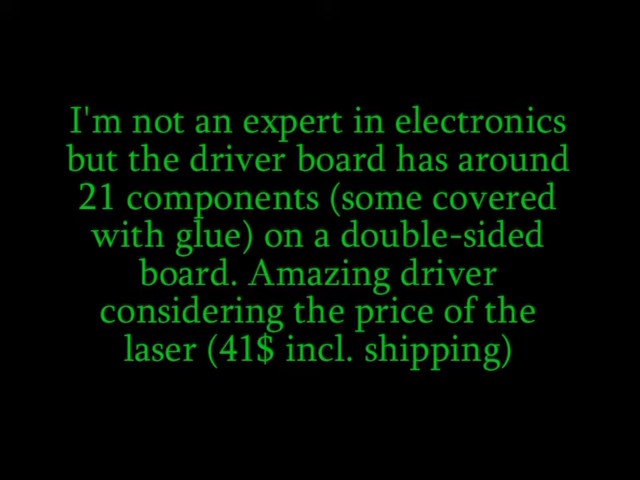 I'm not an expert in electronics
but the driver board has around
21 components (some covered
with glue) on a double-sided
board. Amazing driver
considering the price of the
laser (41$ incl. shipping)